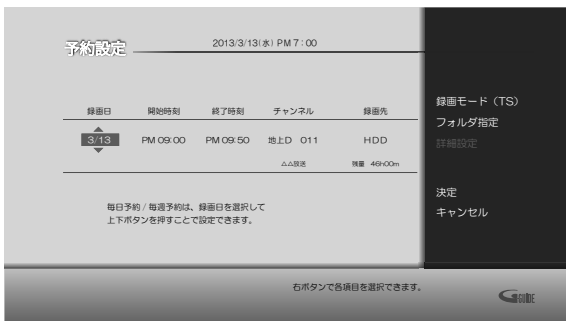 予約設定
2013/3/13(水) PM 7:00
録画日 開始時刻 終了時刻 チャンネル 録画先
3/13 PM 09:00 PM 09:50 地上D 011 HDD
△△放送 残量 46h00m
毎日予約 / 毎週予約は、録画日を選択して
上下ボタンを押すことで設定できます。
録画モード (TS)
フォルダ指定
詳細設定
決定
キャンセル
右ボタンで各項目を選択できます。
G GUIDE